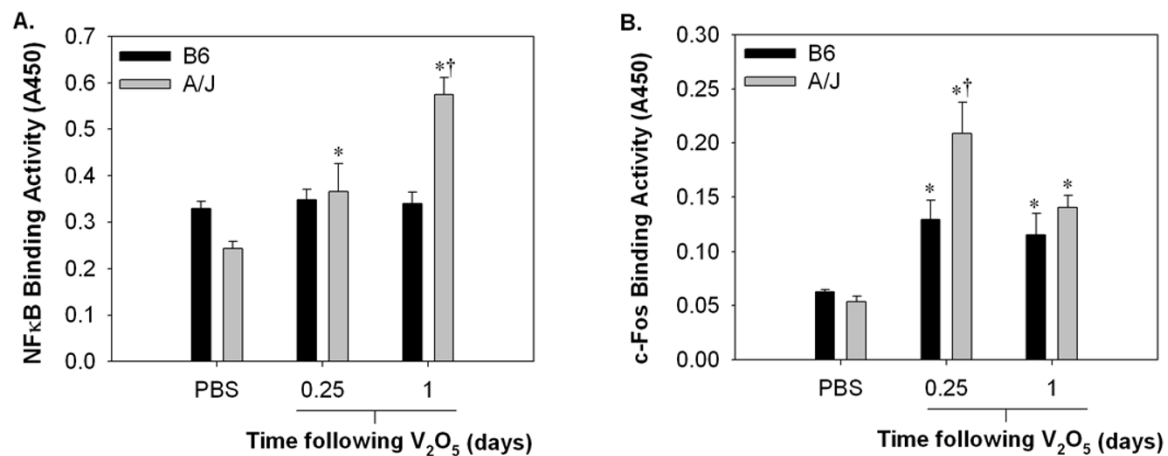 A.
NFκB Binding Activity (A450)
0.7
0.6
0.5
0.4
0.3
0.2
0.1
0.0
B6
A/J
*
*†
PBS
0.25
1
Time following V₂O₅ (days)
B.
c-Fos Binding Activity (A450)
0.30
0.25
0.20
0.15
0.10
0.05
0.00
B6
A/J
*
*†
*
*
PBS
0.25
1
Time following V₂O₅ (days)